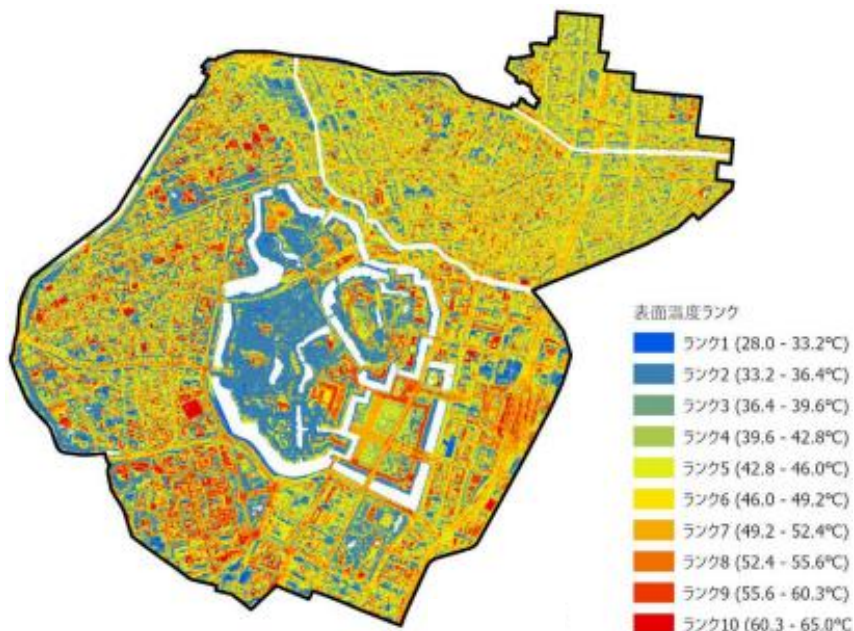 表面温度ランク
ランク1 (28.0 - 33.2℃)
ランク2 (33.2 - 36.4℃)
ランク3 (36.4 - 39.6℃)
ランク4 (39.6 - 42.8℃)
ランク5 (42.8 - 46.0℃)
ランク6 (46.0 - 49.2℃)
ランク7 (49.2 - 52.4℃)
ランク8 (52.4 - 55.6℃)
ランク9 (55.6 - 60.3℃)
ランク10 (60.3 - 65.0℃